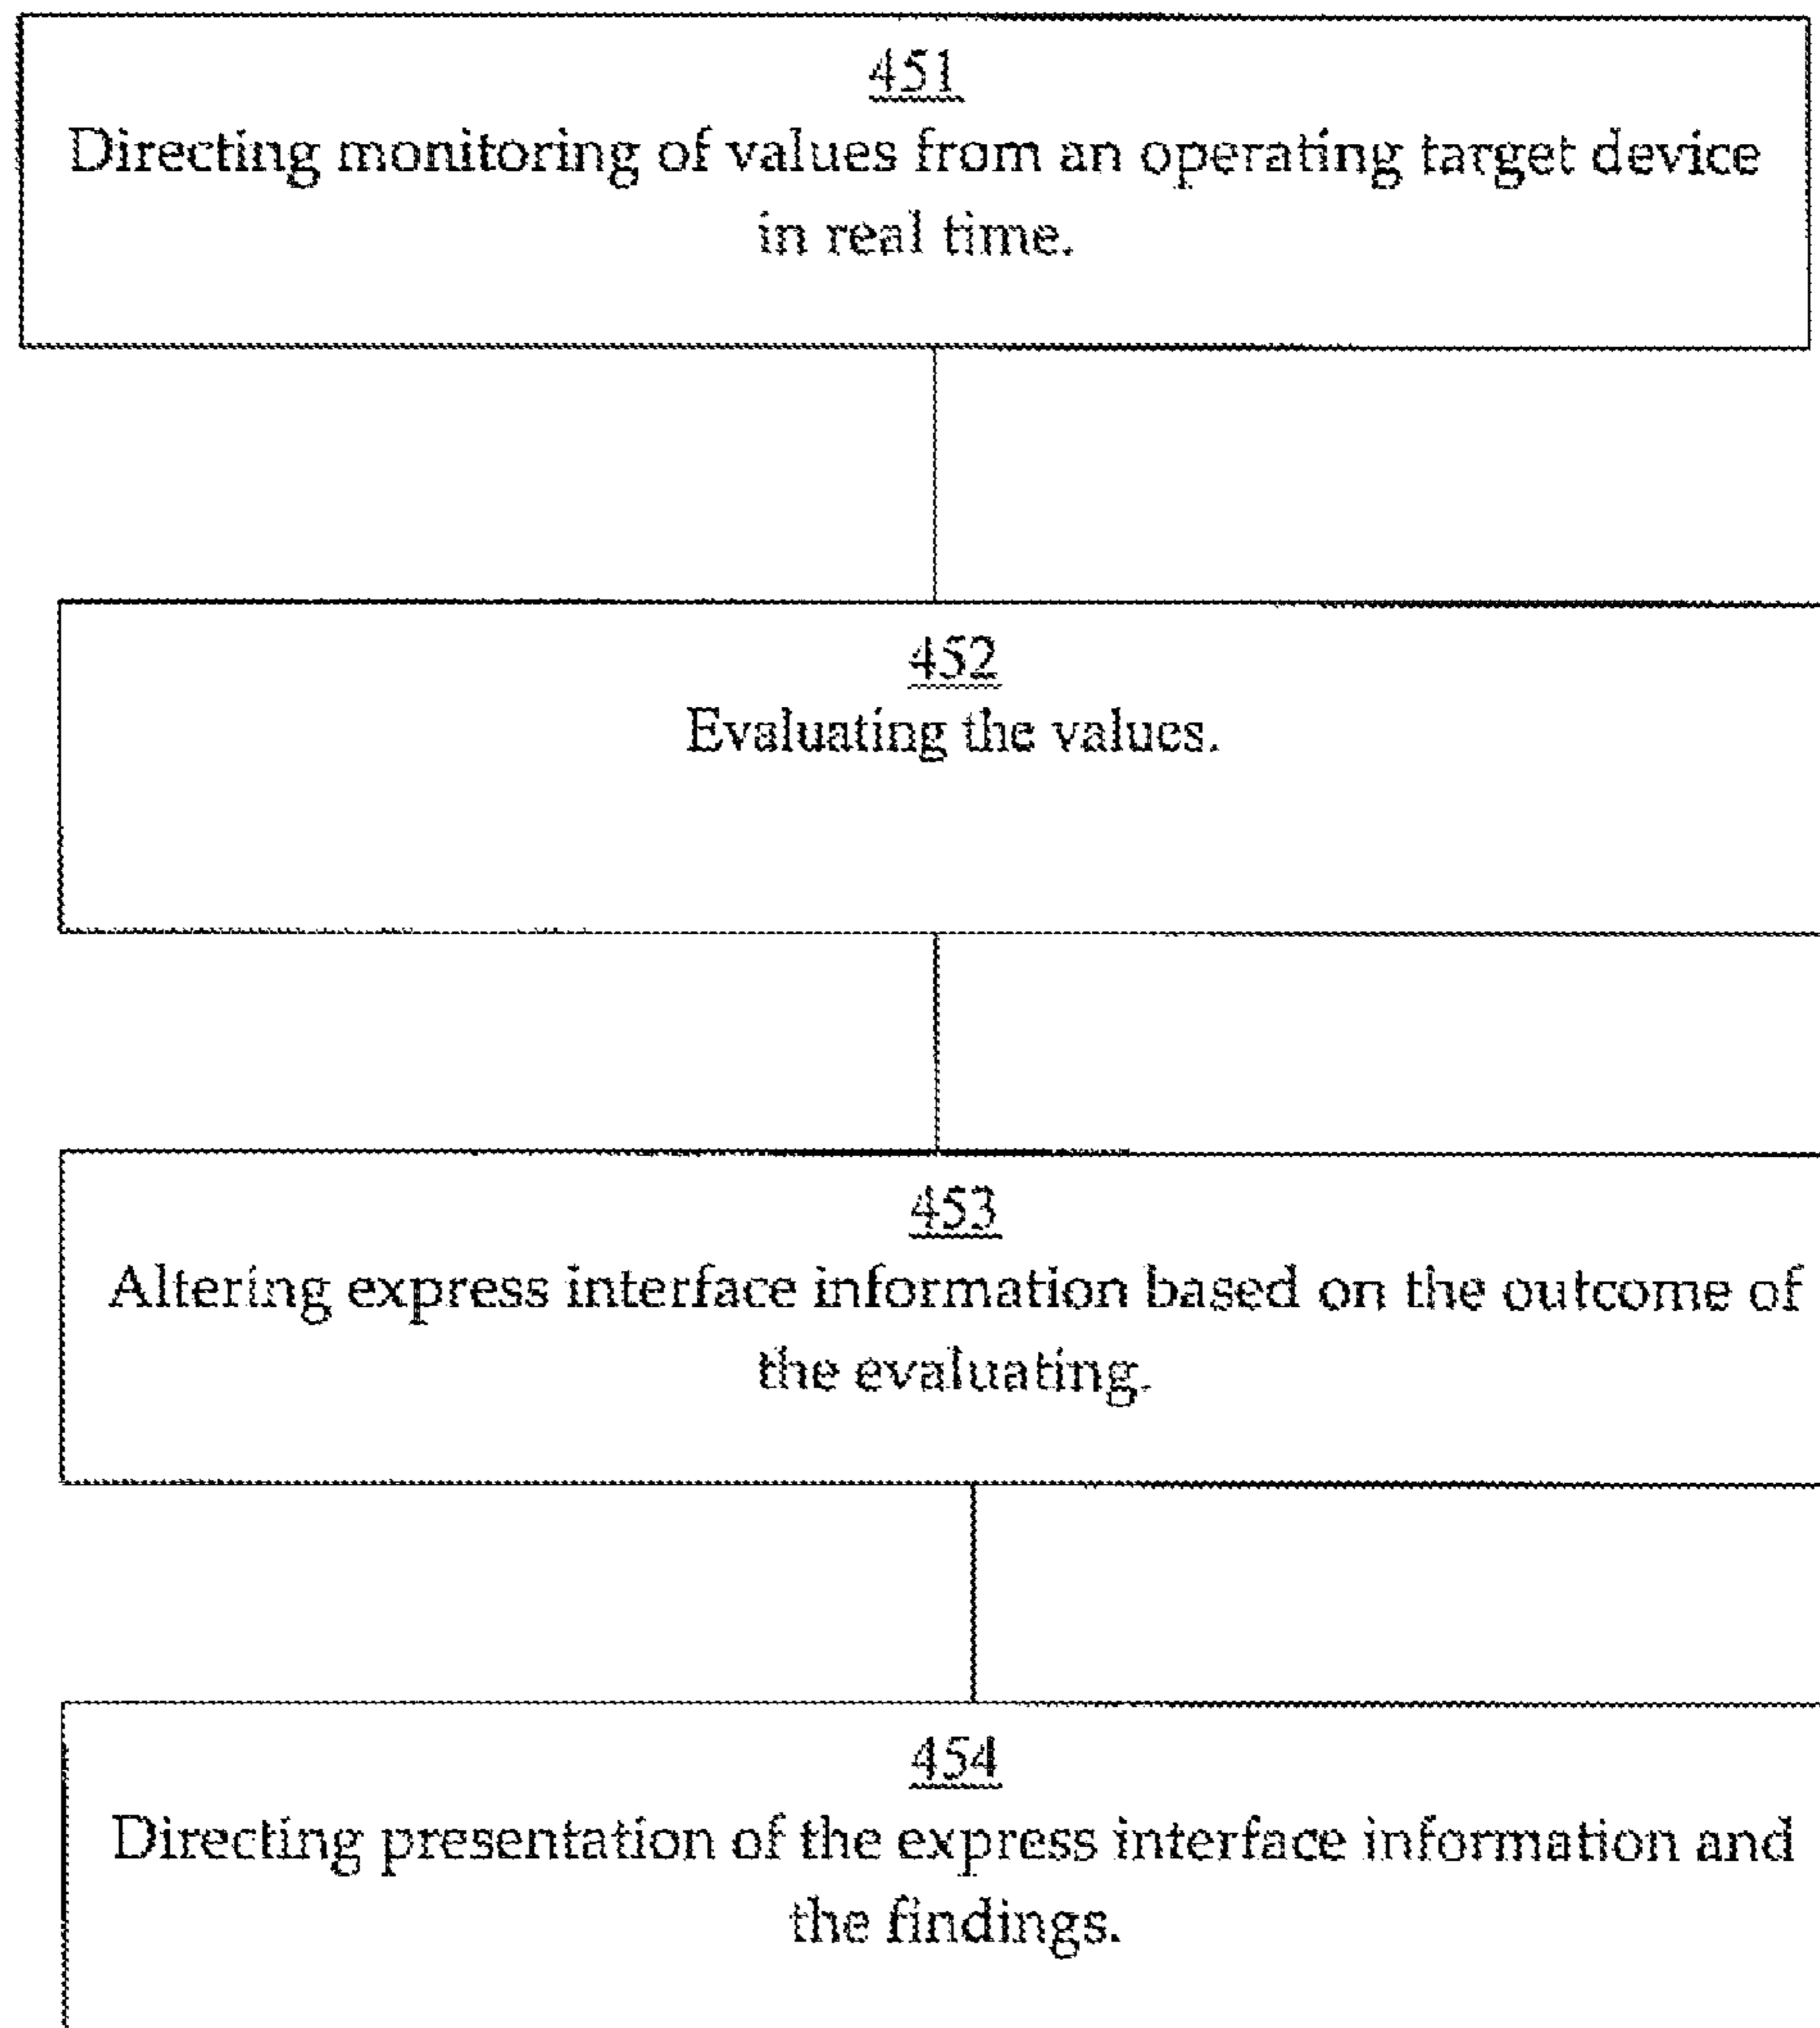 451
Directing monitoring of values from an operating target device
in real time.
452
Evaluating the values.
453
Altering express interface information based on the outcome of
the evaluating.
454
Directing presentation of the express interface information and
the findings.